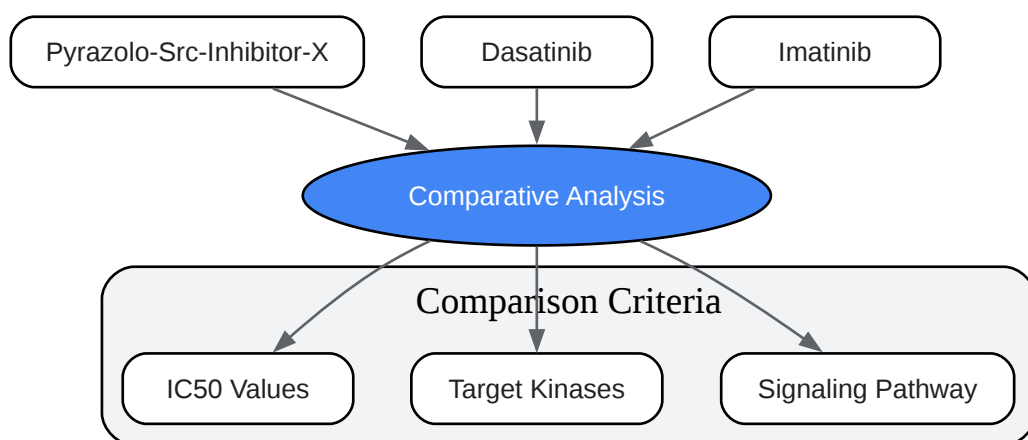 Pyrazolo-Src-Inhibitor-X
Dasatinib
Imatinib
Comparative Analysis
Comparison Criteria
IC50 Values
Target Kinases
Signaling Pathway